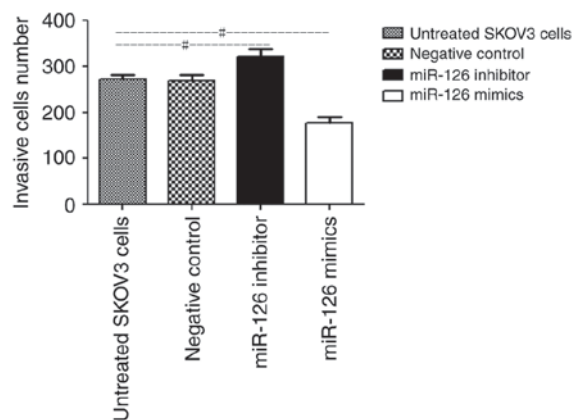 400
300
200
100
0
Invasive cells number
#
#
Untreated SKOV3 cells
Negative control
miR-126 inhibitor
miR-126 mimics
Untreated SKOV3 cells
Negative control
miR-126 inhibitor
miR-126 mimics